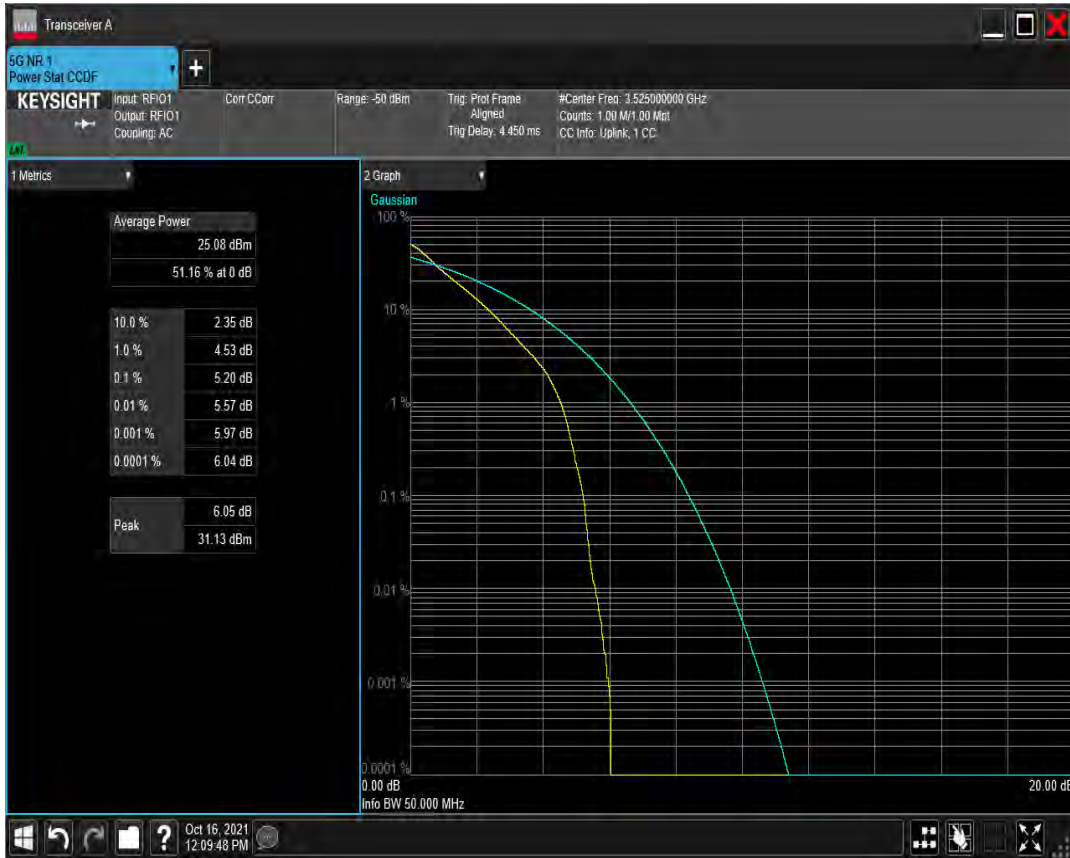 Transceiver A
5G NR 1
Power Stat CCDF
+
KEYSIGHT
Input: RFIO1
Output: RFIO1
Coupling: AC
Corr CCorr
Range: -50 dBm
Trig: Prot Frame
Aligned
Trig Delay: 4.450 ms
#Center Freq: 3.525000000 GHz
Counts: 1.00 M/1.00 Mpt
CC Info: Uplink, 1 CC
1 Metrics
Average Power
25.08 dBm
51.16 % at 0 dB
10.0 % 2.35 dB
1.0 % 4.53 dB
0.1 % 5.20 dB
0.01 % 5.57 dB
0.001 % 5.97 dB
0.0001 % 6.04 dB
Peak 6.05 dB
31.13 dBm
2 Graph
Gaussian
100 %
10 %
1 %
0.1 %
0.01 %
0.001 %
0.0001 %
0.00 dB
20.00 dB
Info BW 50.000 MHz
?
Oct 16, 2021
12:09:48 PM